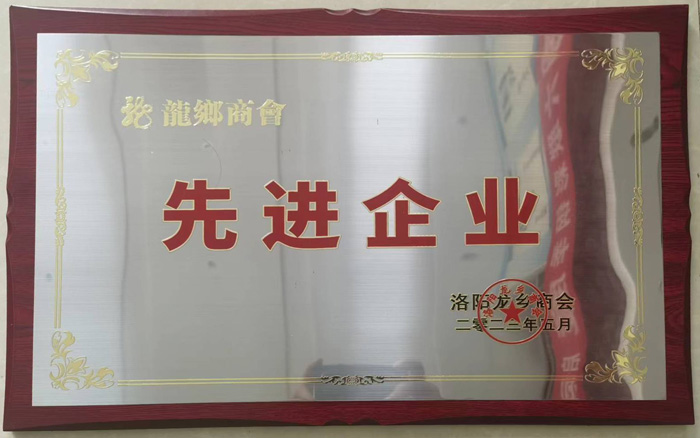 龍鄉商會
先进企业
洛阳龙乡商会
二零二三年五月